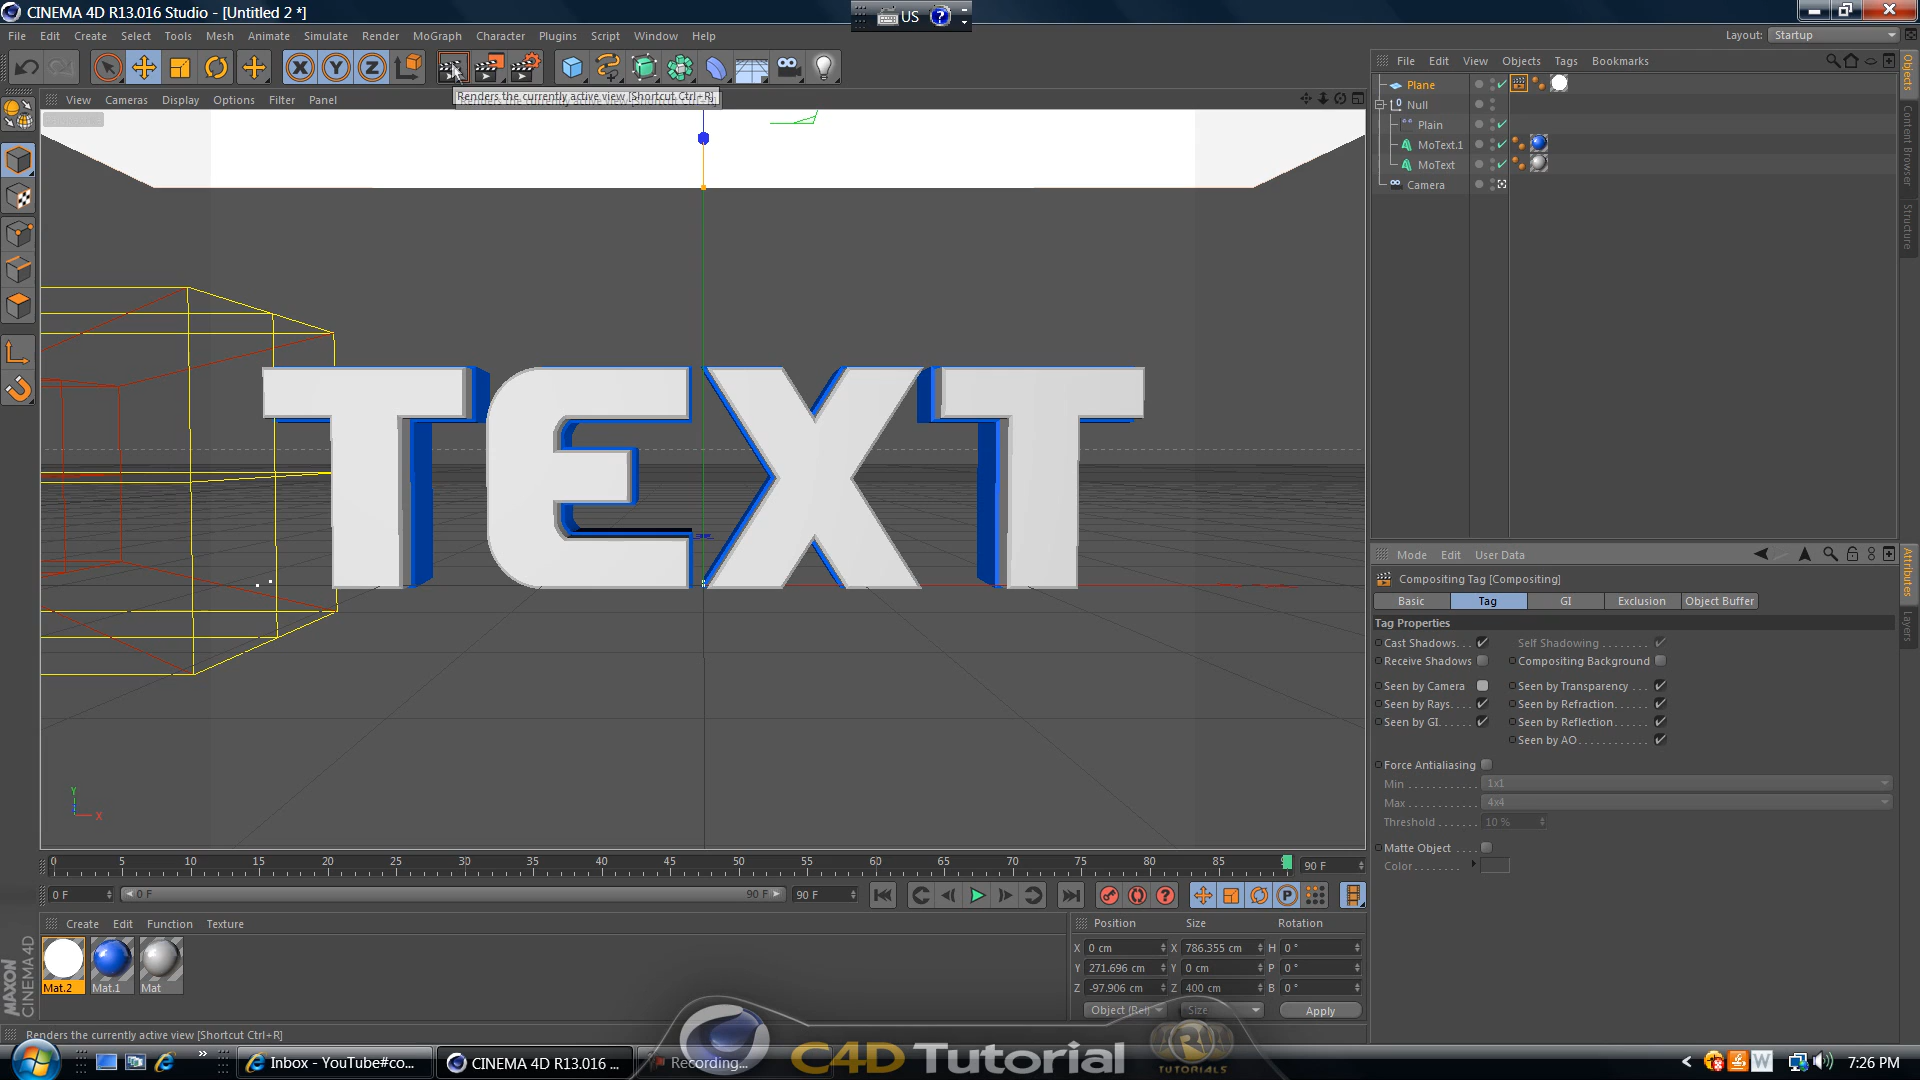 CINEMA 4D R13.016 Studio - [Untitled 2 *]
US
File Edit Create Select Tools Mesh Animate Simulate Render MoGraph Character Plugins Script Window Help
Layout: Startup
X Y Z
Renders the currently active view [Shortcut Ctrl+R]
View Cameras Display Options Filter Panel
File Edit View Objects Tags Bookmarks
Plane
Null
Plain
MoText.1
MoText
Camera
Objects
Content Browser
Structure
TEXT
Y
X
Mode Edit User Data
Compositing Tag [Compositing]
Basic Tag GI Exclusion Object Buffer
Tag Properties
Cast Shadows. . . Self Shadowing . . . . . . . .
Receive Shadows Compositing Background
Seen by Camera Seen by Transparency . . .
Seen by Rays. . . . Seen by Refraction. . . . . .
Seen by GI. . . . . . Seen by Reflection. . . . . .
Seen by AO. . . . . . . . . . . .
Force Antialiasing
Min . . . . . . . . . . . . 1x1
Max . . . . . . . . . . . 4x4
Threshold . . . . . . . 10 %
Matte Object . . . .
Color. . . . . . . .
Attributes
Layers
0 5 10 15 20 25 30 35 40 45 50 55 60 65 70 75 80 85 90 F
0 F 0 F 90 F 90 F
Create Edit Function Texture
Mat.2 Mat.1 Mat
MAXON
CINEMA 4D
Position Size Rotation
X 0 cm X 786.355 cm H 0 °
Y 271.696 cm Y 0 cm P 0 °
Z -97.906 cm Z 400 cm B 0 °
Object (Rel) Size Apply
Renders the currently active view [Shortcut Ctrl+R]
C4D Tutorial
TUTORIALS
Inbox - YouTube#co...
CINEMA 4D R13.016 ...
Recording...
7:26 PM